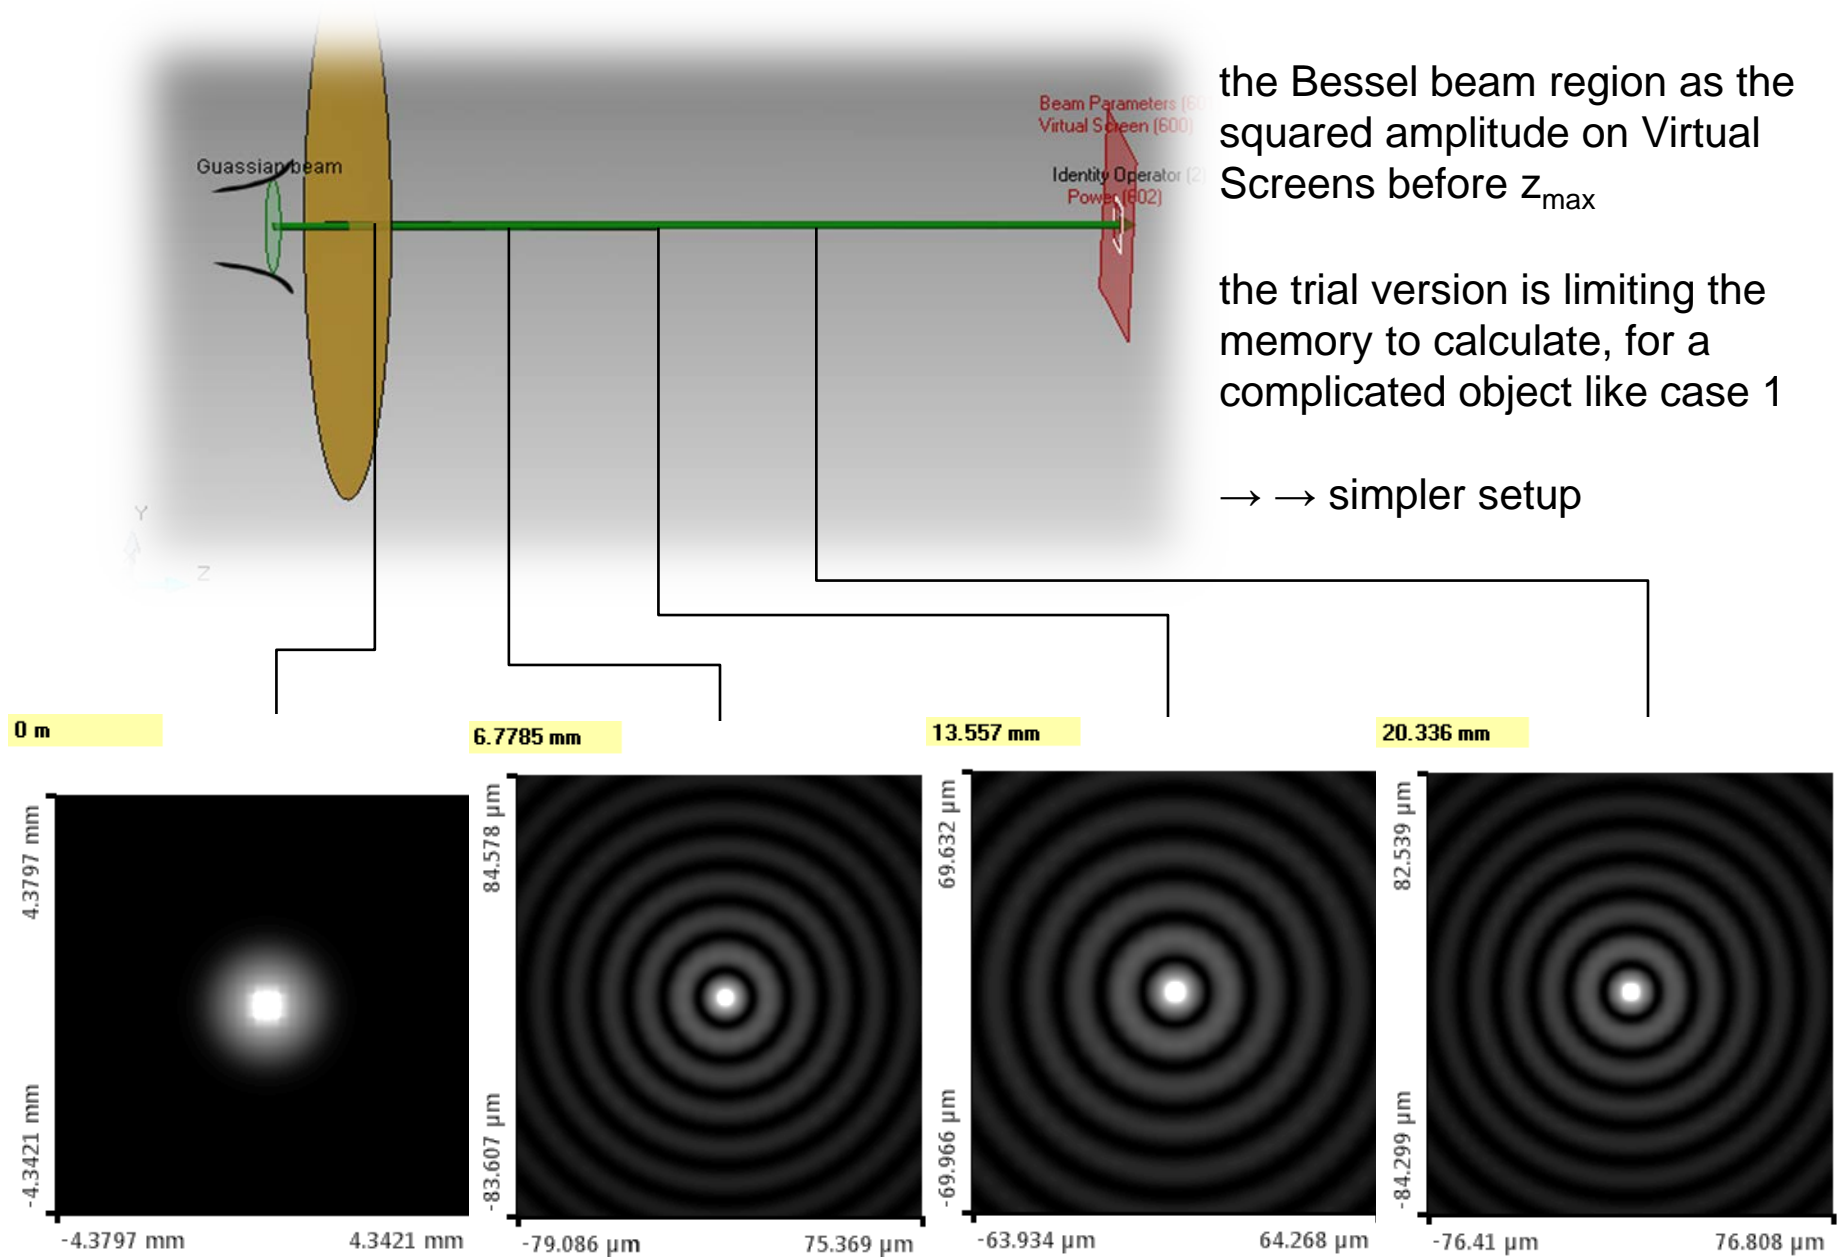 the Bessel beam region as the
squared amplitude on Virtual
Screens before z_max
the trial version is limiting the
memory to calculate, for a
complicated object like case 1
→ → simpler setup
Guassian beam
Beam Parameters
Virtual Screen (600)
Identity Operator (2
Power (602)
Y
Z
0 m
4.3797 mm
-4.3421 mm
-4.3797 mm
4.3421 mm
6.7785 mm
84.578 µm
-83.607 µm
-79.086 µm
75.369 µm
13.557 mm
69.632 µm
-69.966 µm
-63.934 µm
64.268 µm
20.336 mm
82.539 µm
-84.299 µm
-76.41 µm
76.808 µm